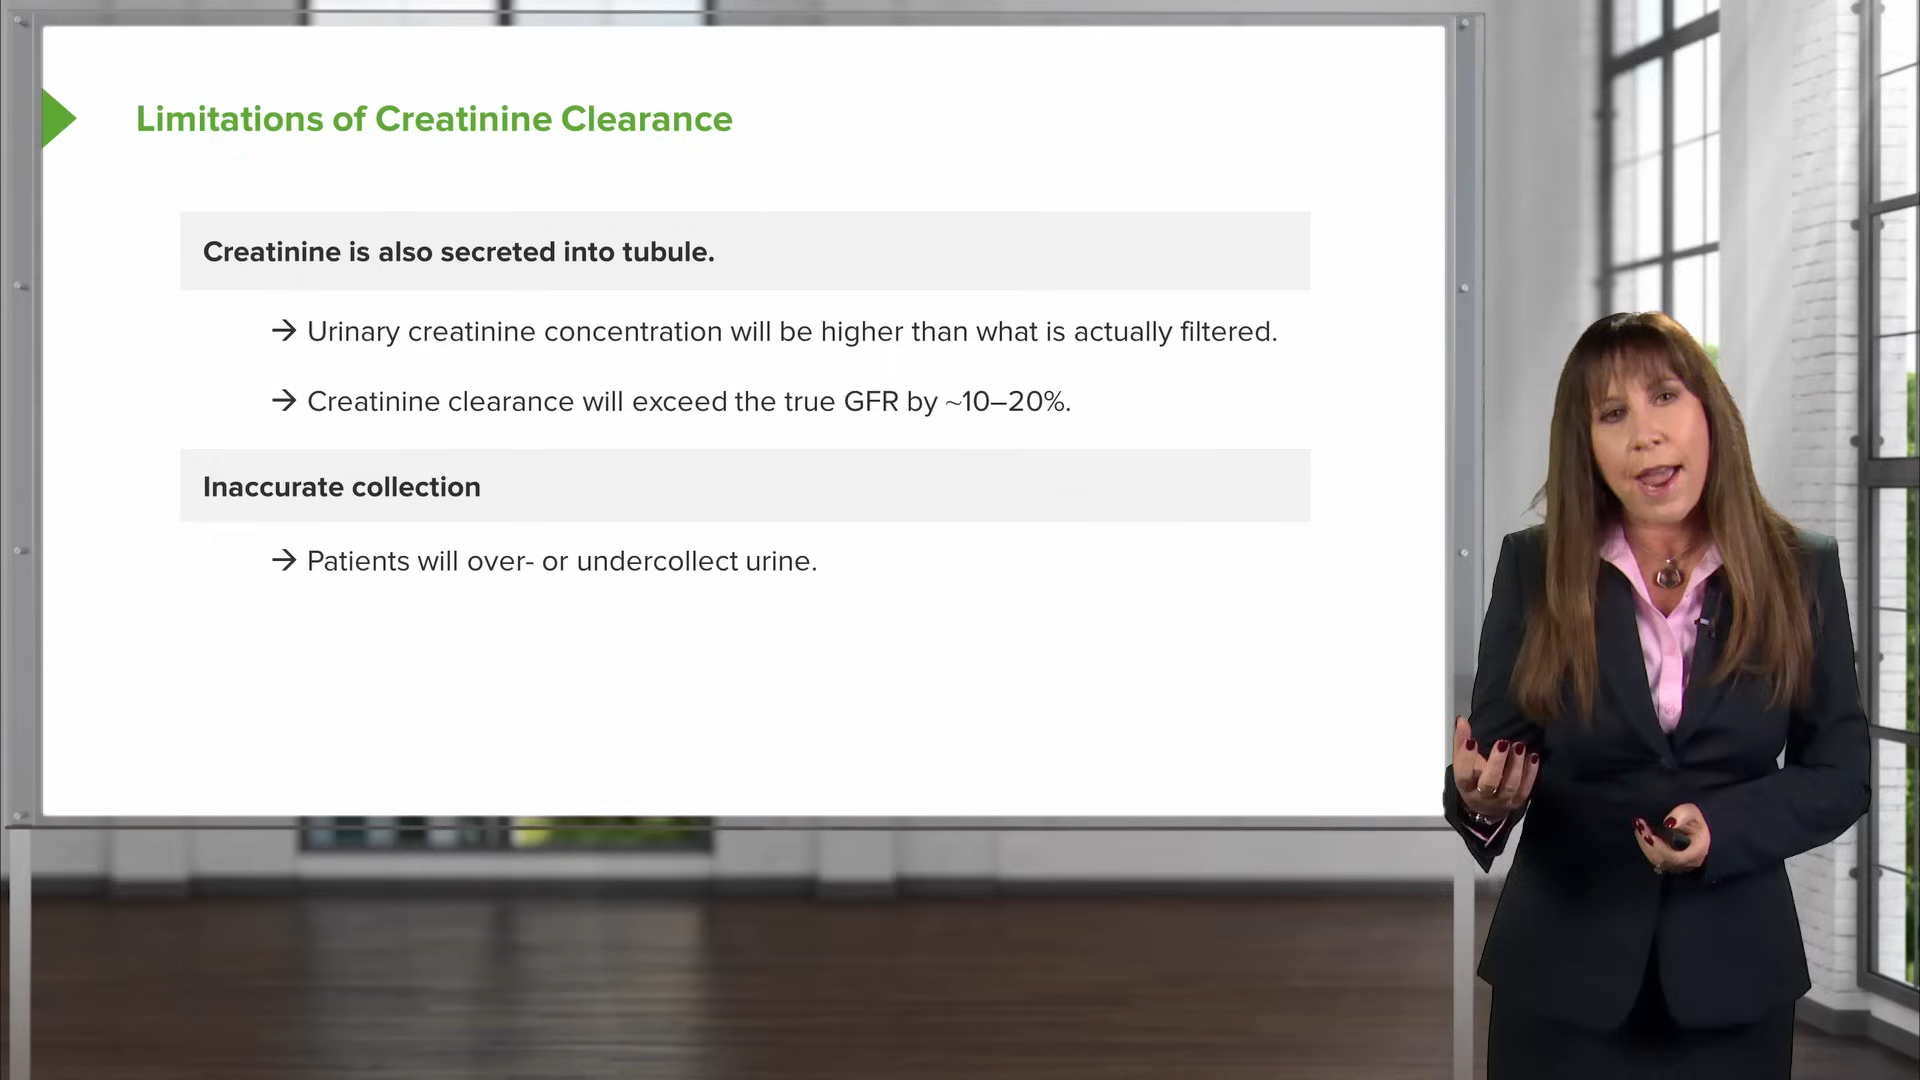 Limitations of Creatinine Clearance
Creatinine is also secreted into tubule.
→ Urinary creatinine concentration will be higher than what is actually filtered.
→ Creatinine clearance will exceed the true GFR by ~10–20%.
Inaccurate collection
→ Patients will over- or undercollect urine.